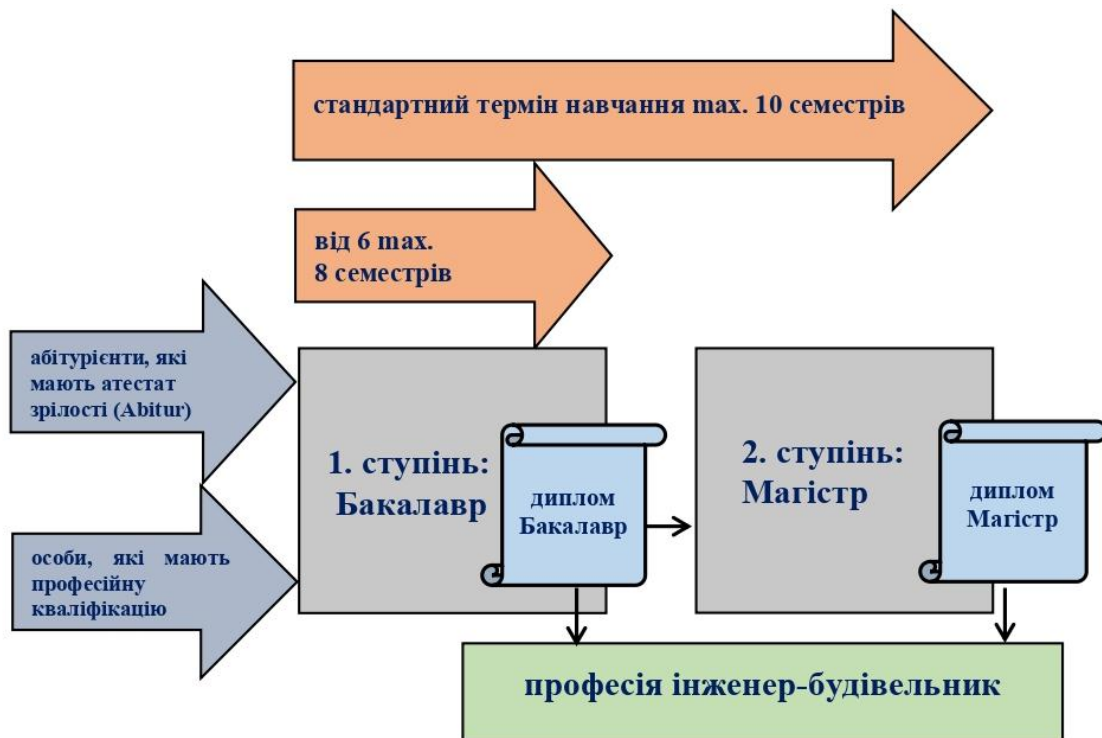 стандартний термін навчання max. 10 семестрів
від 6 max.
8 семестрів
абітурієнти, які
мають атестат
зрілості (Abitur)
особи, які мають
професійну
кваліфікацію
1. ступінь:
Бакалавр
диплом
Бакалавр
2. ступінь:
Магістр
диплом
Магістр
професія інженер-будівельник